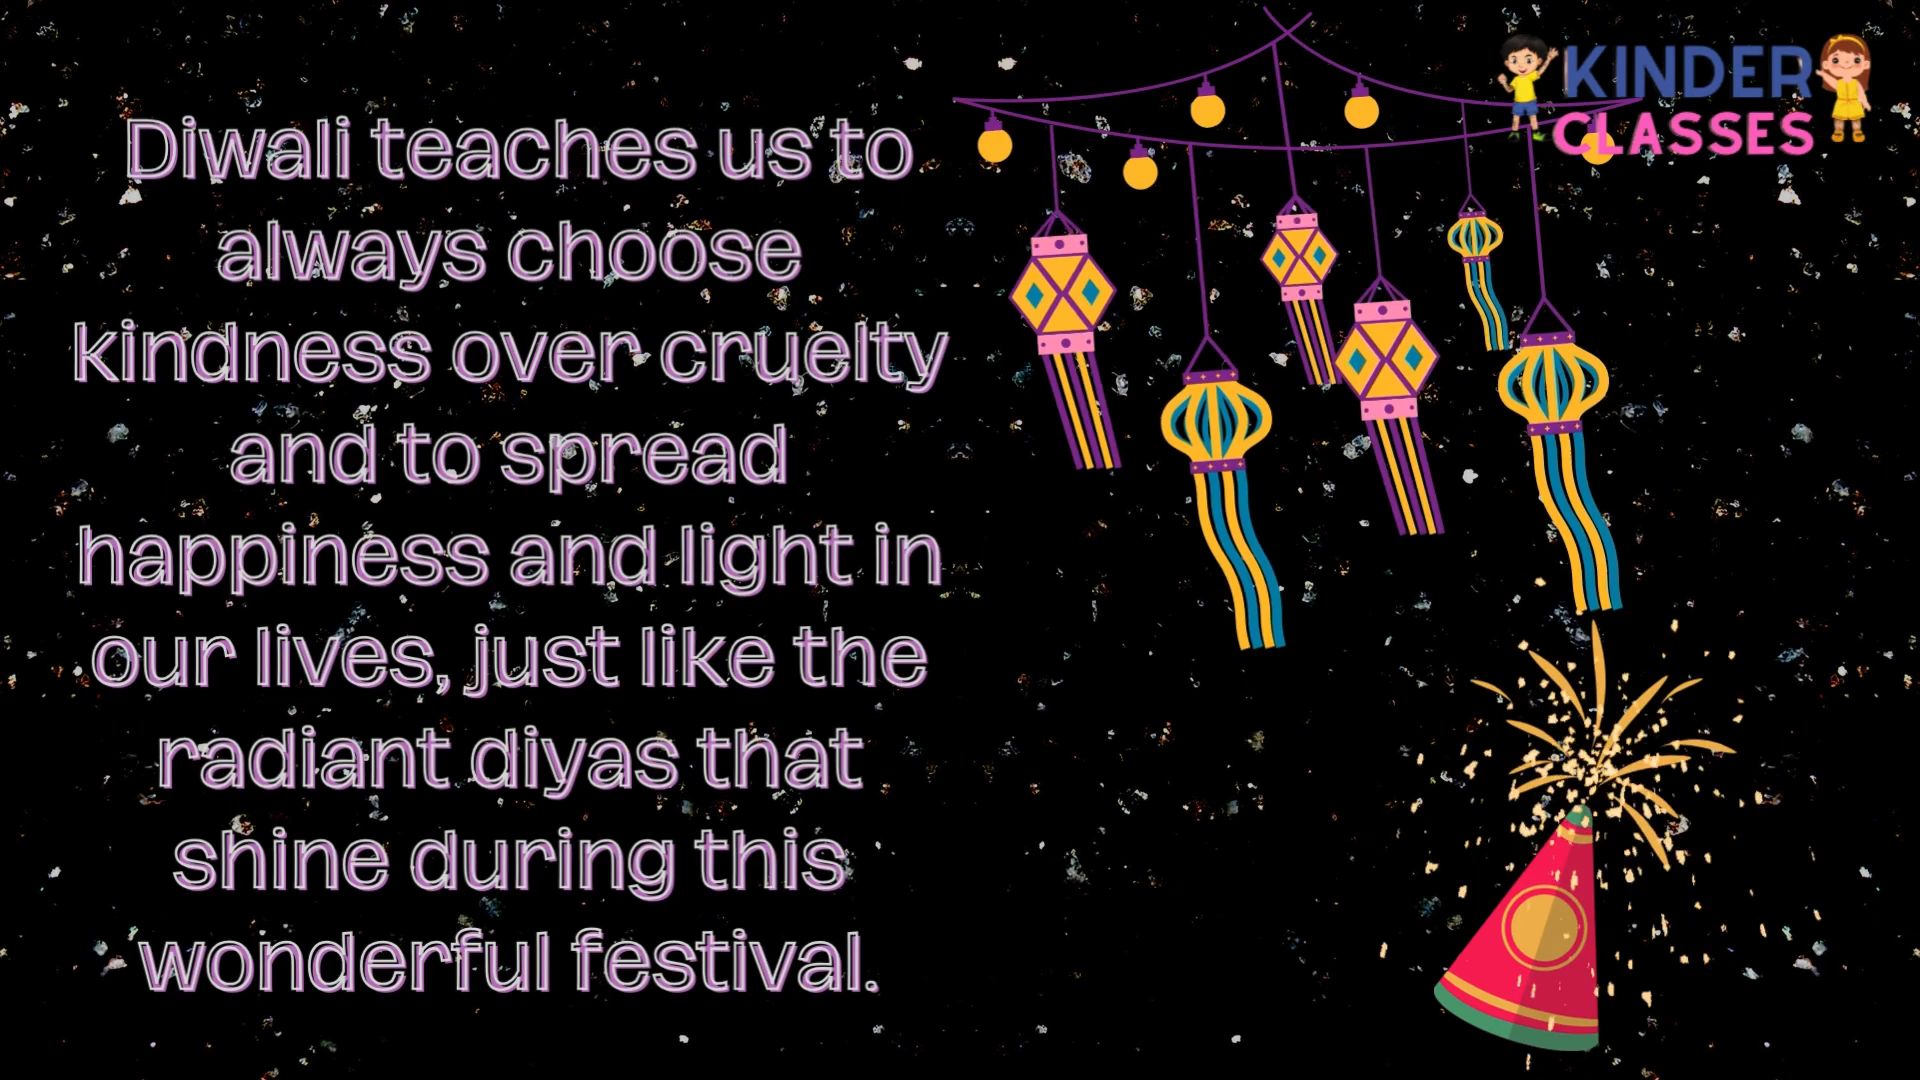 Diwali teaches us to
always choose
kindness over cruelty
and to spread
happiness and light in
our lives, just like the
radiant diyas that
shine during this
wonderful festival.
KINDER
CLASSES